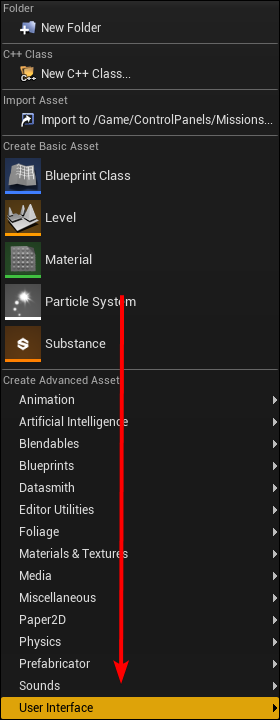 Folder
New Folder
C++ Class
New C++ Class...
Import Asset
Import to /Game/ControlPanels/Missions...
Create Basic Asset
Blueprint Class
Level
Material
Particle System
Substance
Create Advanced Asset
Animation
Artificial Intelligence
Blendables
Blueprints
Datasmith
Editor Utilities
Foliage
Materials & Textures
Media
Miscellaneous
Paper2D
Physics
Prefabricator
Sounds
User Interface